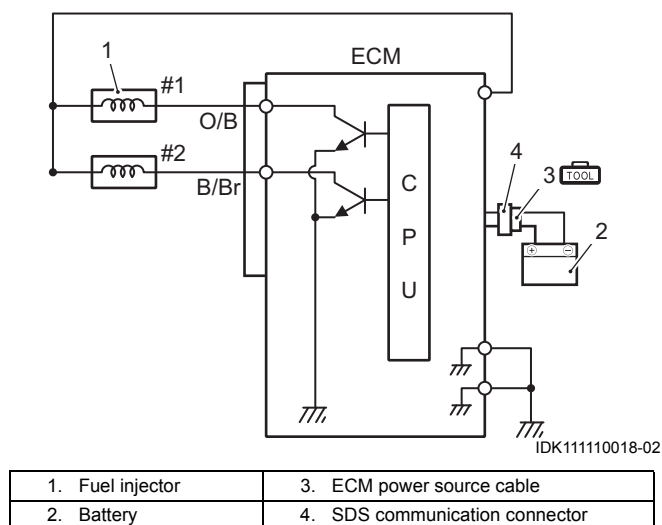 ECM
1
#1
O/B
#2
B/Br
C
P
U
4
3
TOOL
2
+
−
IDK111110018-02
1. Fuel injector
3. ECM power source cable
2. Battery
4. SDS communication connector